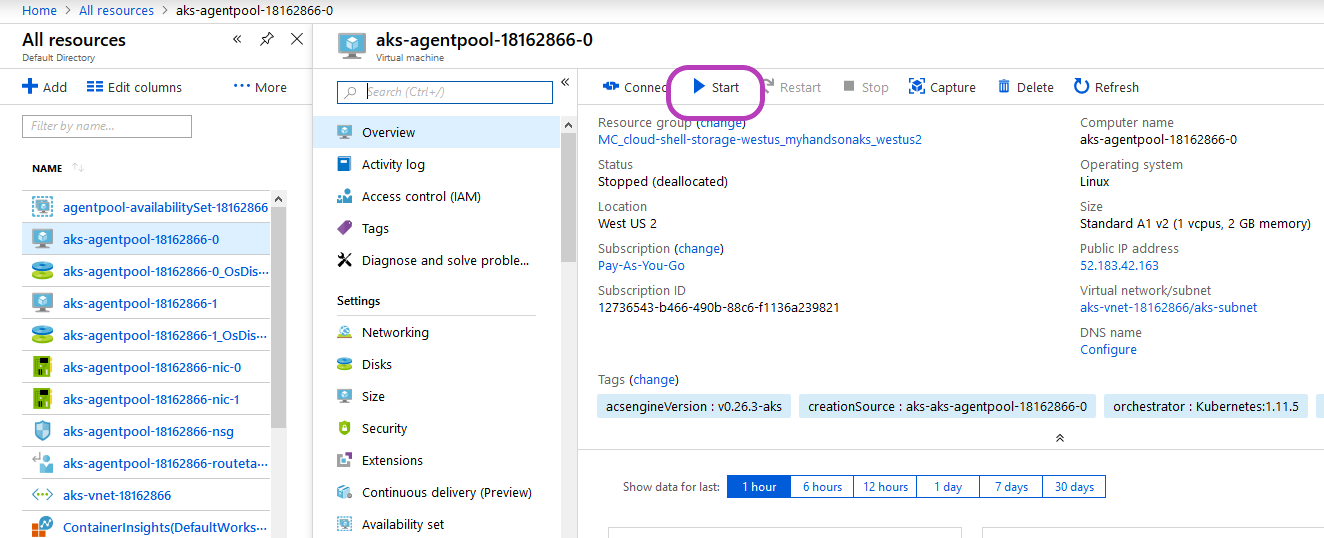 Home > All resources > aks-agentpool-18162866-0
All resources
Default Directory
Add Edit columns ··· More
Filter by name...
NAME
agentpool-availabilitySet-18162866
aks-agentpool-18162866-0
aks-agentpool-18162866-0_OsDis···
aks-agentpool-18162866-1
aks-agentpool-18162866-1_OsDis···
aks-agentpool-18162866-nic-0
aks-agentpool-18162866-nic-1
aks-agentpool-18162866-nsg
aks-agentpool-18162866-routeta···
aks-vnet-18162866
ContainerInsights(DefaultWorks···
aks-agentpool-18162866-0
Virtual machine
Search (Ctrl+/)
Overview
Activity log
Access control (IAM)
Tags
Diagnose and solve proble...
Settings
Networking
Disks
Size
Security
Extensions
Continuous delivery (Preview)
Availability set
Connec Start Restart Stop Capture Delete Refresh
Resource group (change)
MC_cloud-shell-storage-westus_myhandsonaks_westus2
Status
Stopped (deallocated)
Location
West US 2
Subscription (change)
Pay-As-You-Go
Subscription ID
12736543-b466-490b-88c6-f1136a239821
Computer name
aks-agentpool-18162866-0
Operating system
Linux
Size
Standard A1 v2 (1 vcpus, 2 GB memory)
Public IP address
52.183.42.163
Virtual network/subnet
aks-vnet-18162866/aks-subnet
DNS name
Configure
Tags (change)
acsengineVersion : v0.26.3-aks creationSource : aks-aks-agentpool-18162866-0 orchestrator : Kubernetes:1.11.5
Show data for last: 1 hour 6 hours 12 hours 1 day 7 days 30 days